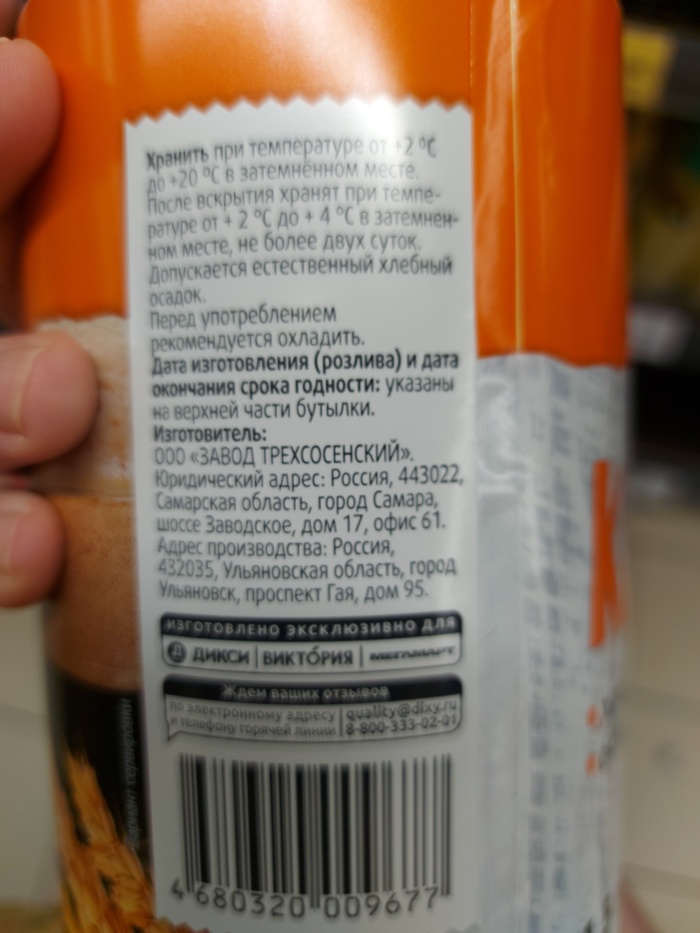 Хранить при температуре от +2 °C
до +20 °C в затемнённом месте.
После вскрытия хранят при темпе-
ратуре от + 2 °C до + 4 °C в затемнен-
ном месте, не более двух суток.
Допускается естественный хлебный
осадок.
Перед употреблением
рекомендуется охладить.
Дата изготовления (розлива) и дата
окончания срока годности: указаны
на верхней части бутылки.
Изготовитель:
ООО «ЗАВОД ТРЕХСОСЕНСКИЙ».
Юридический адрес: Россия, 443022,
Самарская область, город Самара,
шоссе Заводское, дом 17, офис 61.
Адрес производства: Россия,
432035, Ульяновская область, город
Ульяновск, проспект Гая, дом 95.
ИЗГОТОВЛЕНО ЭКСКЛЮЗИВНО ДЛЯ
Д ДИКСИ | ВИКТОРИЯ | МЕГАМАРТ
Ждем ваших отзывов
по электронному адресу | quality@dixy.ru
и телефону горячей линии | 8-800-333-02-01
4 680320 009677
Вариант сервировки
К